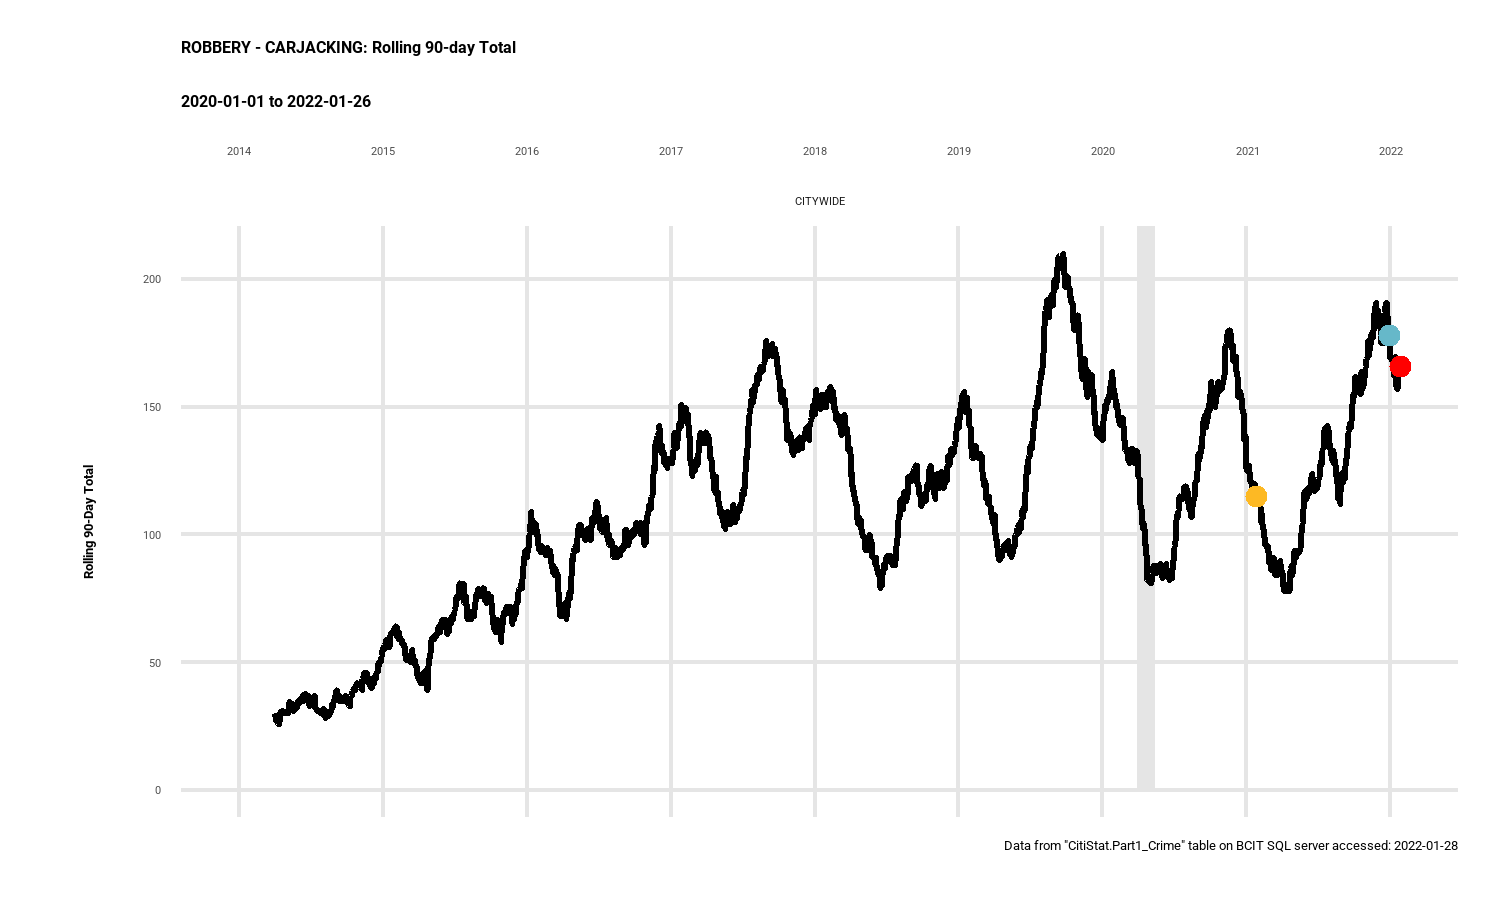 ROBBERY - CARJACKING: Rolling 90-day Total
2020-01-01 to 2022-01-26
2014 2015 2016 2017 2018 2019 2020 2021 2022
CITYWIDE
200
150
100
50
0
Rolling 90-Day Total
Data from "CitiStat.Part1_Crime" table on BCIT SQL server accessed: 2022-01-28